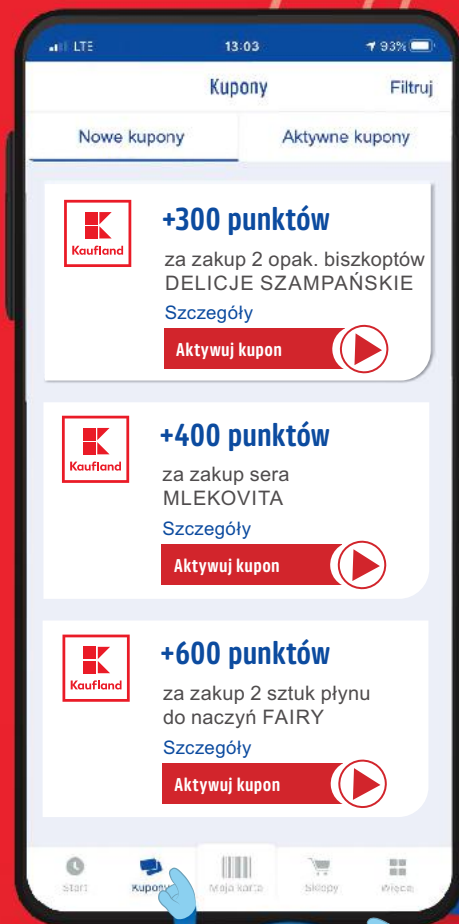 LTE 13:03 93%
Kupony Filtruj
Nowe kupony Aktywne kupony
Kaufland
+300 punktów
za zakup 2 opak. biszkoptów
DELICJE SZAMPAŃSKIE
Szczegóły
Aktywuj kupon
Kaufland
+400 punktów
za zakup sera
MLEKOVITA
Szczegóły
Aktywuj kupon
Kaufland
+600 punktów
za zakup 2 sztuk płynu
do naczyń FAIRY
Szczegóły
Aktywuj kupon
Start Kupony Moja karta Sklepy Więcej